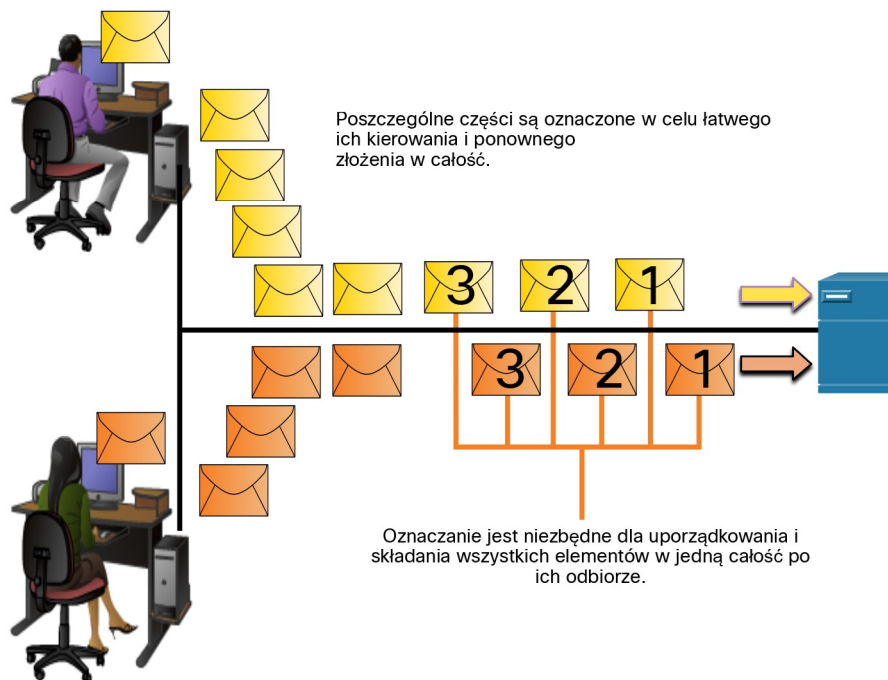 Poszczególne części są oznaczone w celu łatwego
ich kierowania i ponownego
złożenia w całość.
3 2 1
3 2 1
Oznaczanie jest niezbędne dla uporządkowania i
składania wszystkich elementów w jedną całość po
ich odbiorze.